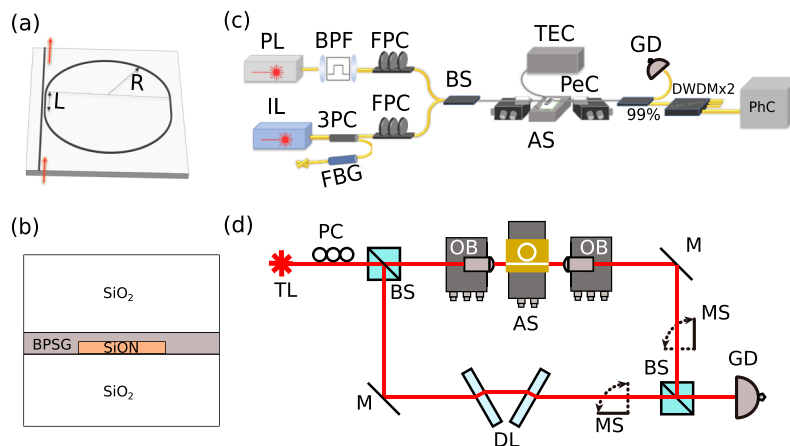 (a)
R
L
(b)
SiO₂
BPSG
SiON
SiO₂
(c)
PL
BPF
FPC
IL
3PC
FPC
FBG
BS
TEC
GD
PeC
AS
DWDMx2
99%
PhC
(d)
PC
TL
BS
OB
OB
AS
M
MS
BS
GD
M
DL
MS